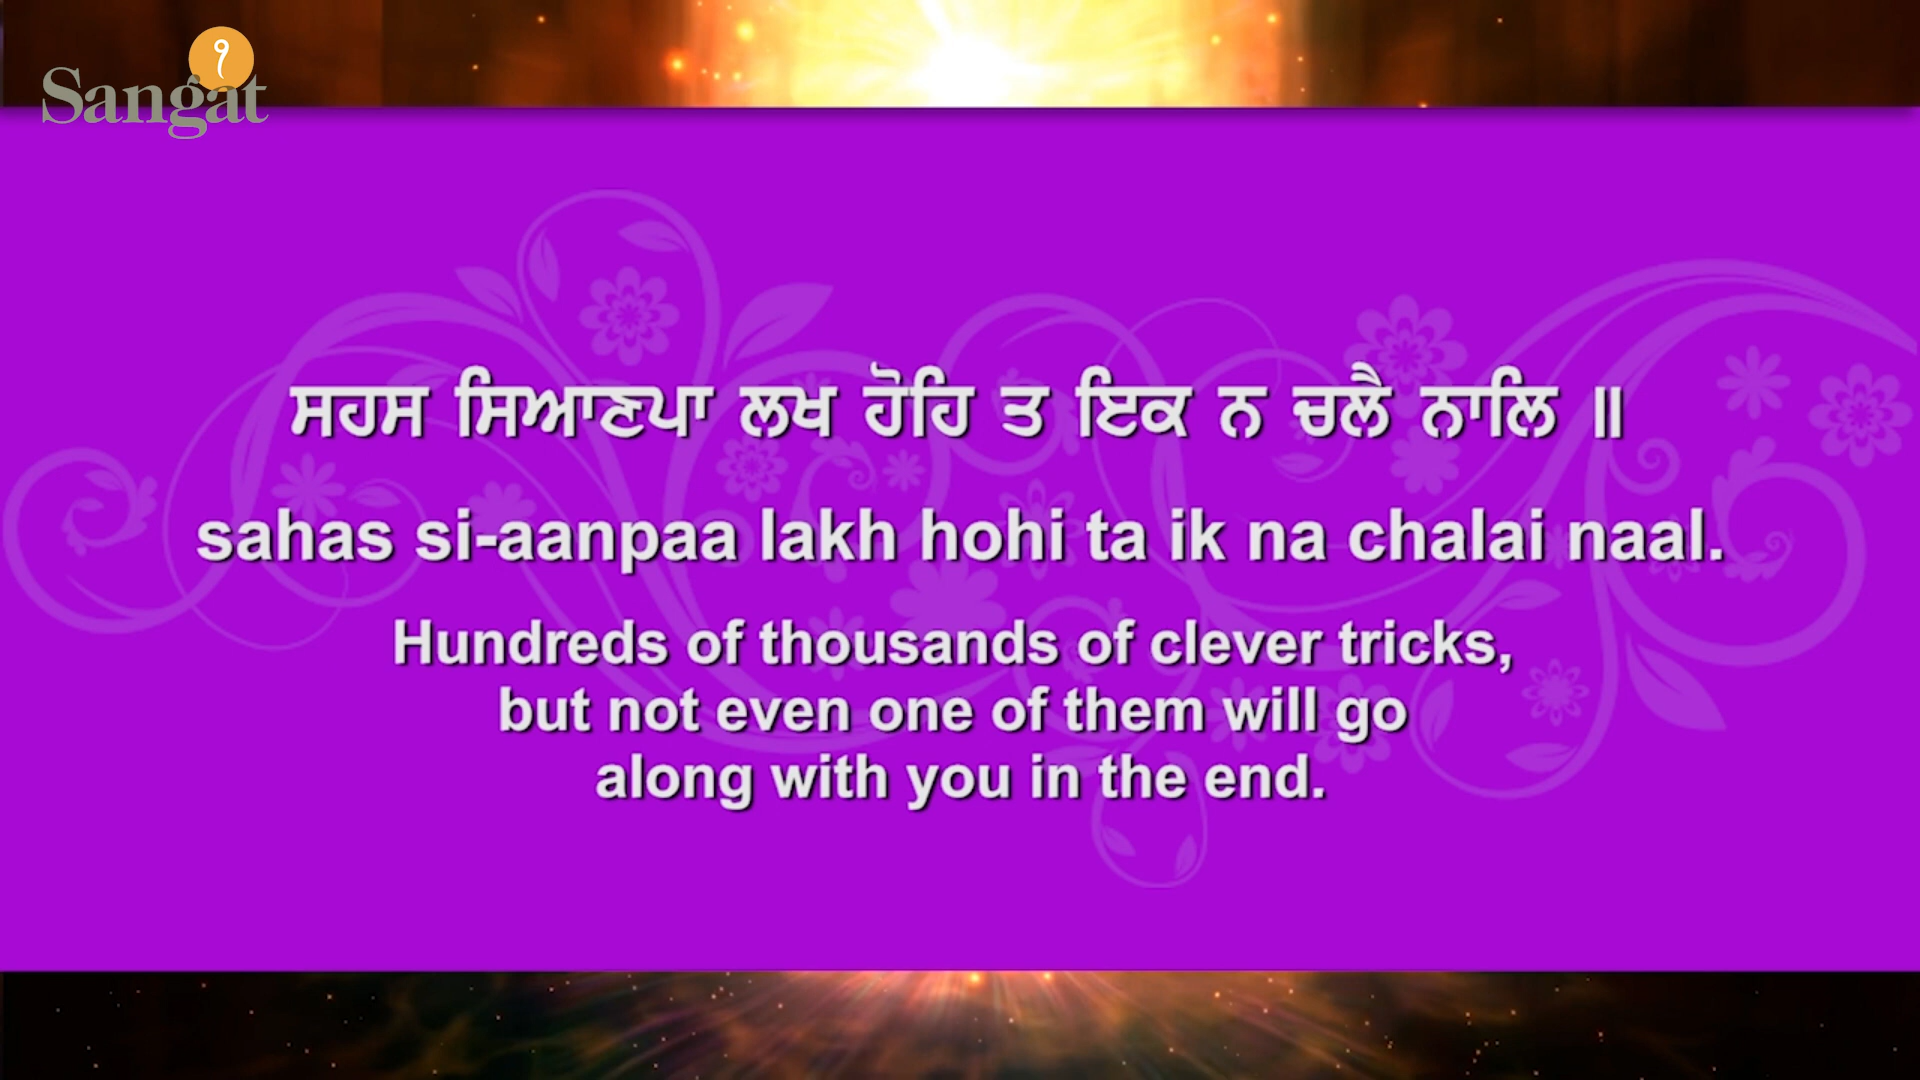 Sangat
੧
ਸਹਸ ਸਿਆਣਪਾ ਲਖ ਹੋਹਿ ਤ ਇਕ ਨ ਚਲੈ ਨਾਲਿ ॥
sahas si-aanpaa lakh hohi ta ik na chalai naal.
Hundreds of thousands of clever tricks,
but not even one of them will go
along with you in the end.